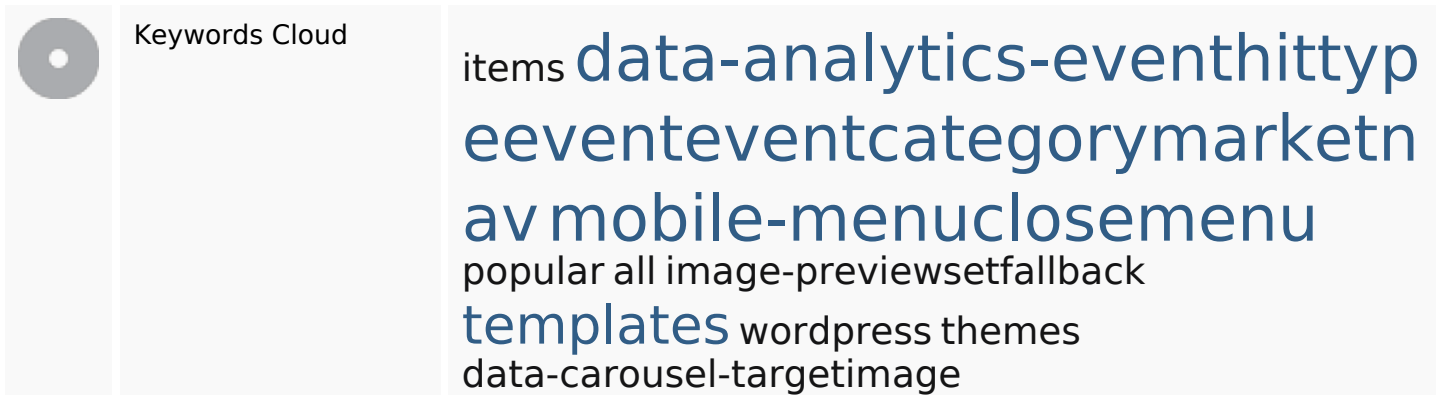 Keywords Cloud
items data-analytics-eventhittyp
eeventeventcategorymarketn
av mobile-menuclosemenu
popular all image-previewsetfallback
templates wordpress themes
data-carousel-targetimage